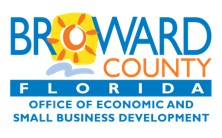 BROWARD
COUNTY
FLORIDA
OFFICE OF ECONOMIC AND
SMALL BUSINESS DEVELOPMENT